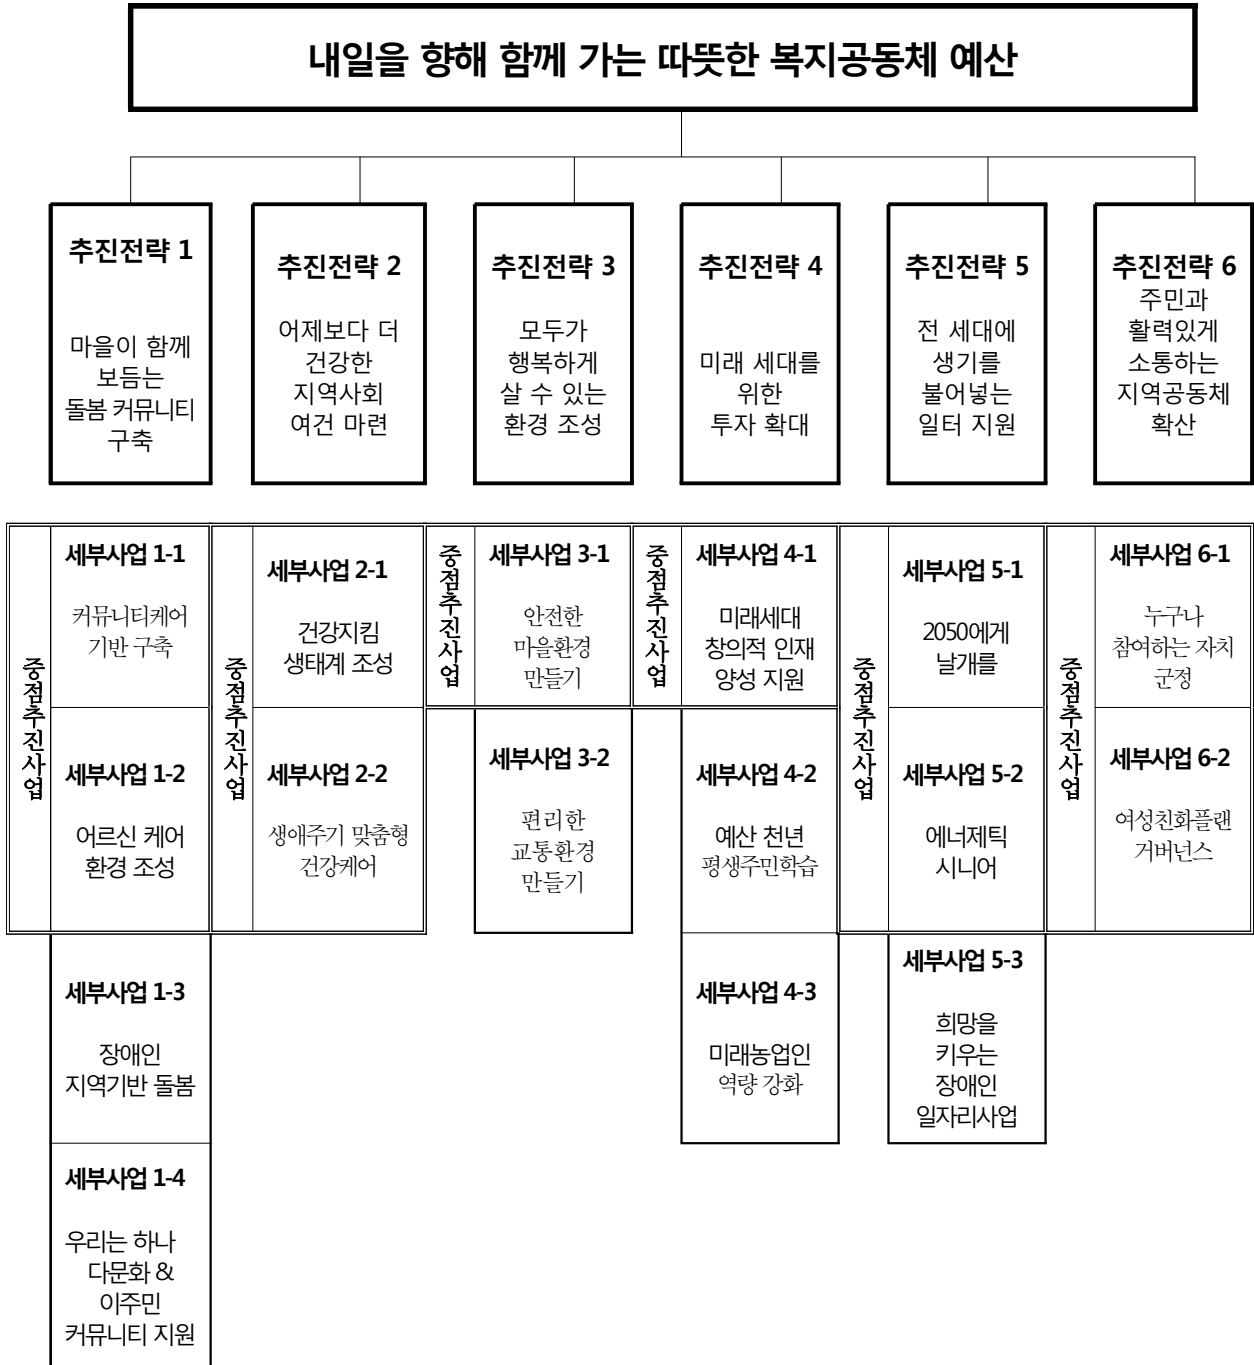 내일을 향해 함께 가는 따뜻한 복지공동체 예산
추진전략 1
마을이 함께
보듬는
돌봄 커뮤니티
구축
추진전략 2
어제보다 더
건강한
지역사회
여건 마련
추진전략 3
모두가
행복하게
살 수 있는
환경 조성
추진전략 4
미래 세대를
위한
투자 확대
추진전략 5
전 세대에
생기를
불어넣는
일터 지원
추진전략 6
주민과
활력있게
소통하는
지역공동체
확산
중점추진사업
세부사업 1-1
커뮤니티케어
기반 구축
세부사업 1-2
어르신 케어
환경 조성
세부사업 1-3
장애인
지역기반 돌봄
세부사업 1-4
우리는 하나
다문화 &
이주민
커뮤니티 지원
중점추진사업
세부사업 2-1
건강지킴
생태계 조성
세부사업 2-2
생애주기 맞춤형
건강케어
중점추진사업
세부사업 3-1
안전한
마을환경
만들기
세부사업 3-2
편리한
교통환경
만들기
중점추진사업
세부사업 4-1
미래세대
창의적 인재
양성 지원
세부사업 4-2
예산 천년
평생주민학습
세부사업 4-3
미래농업인
역량 강화
중점추진사업
세부사업 5-1
2050에게
날개를
세부사업 5-2
에너제틱
시니어
세부사업 5-3
희망을
키우는
장애인
일자리사업
중점추진사업
세부사업 6-1
누구나
참여하는 자치
군정
세부사업 6-2
여성친화플랜
거버넌스